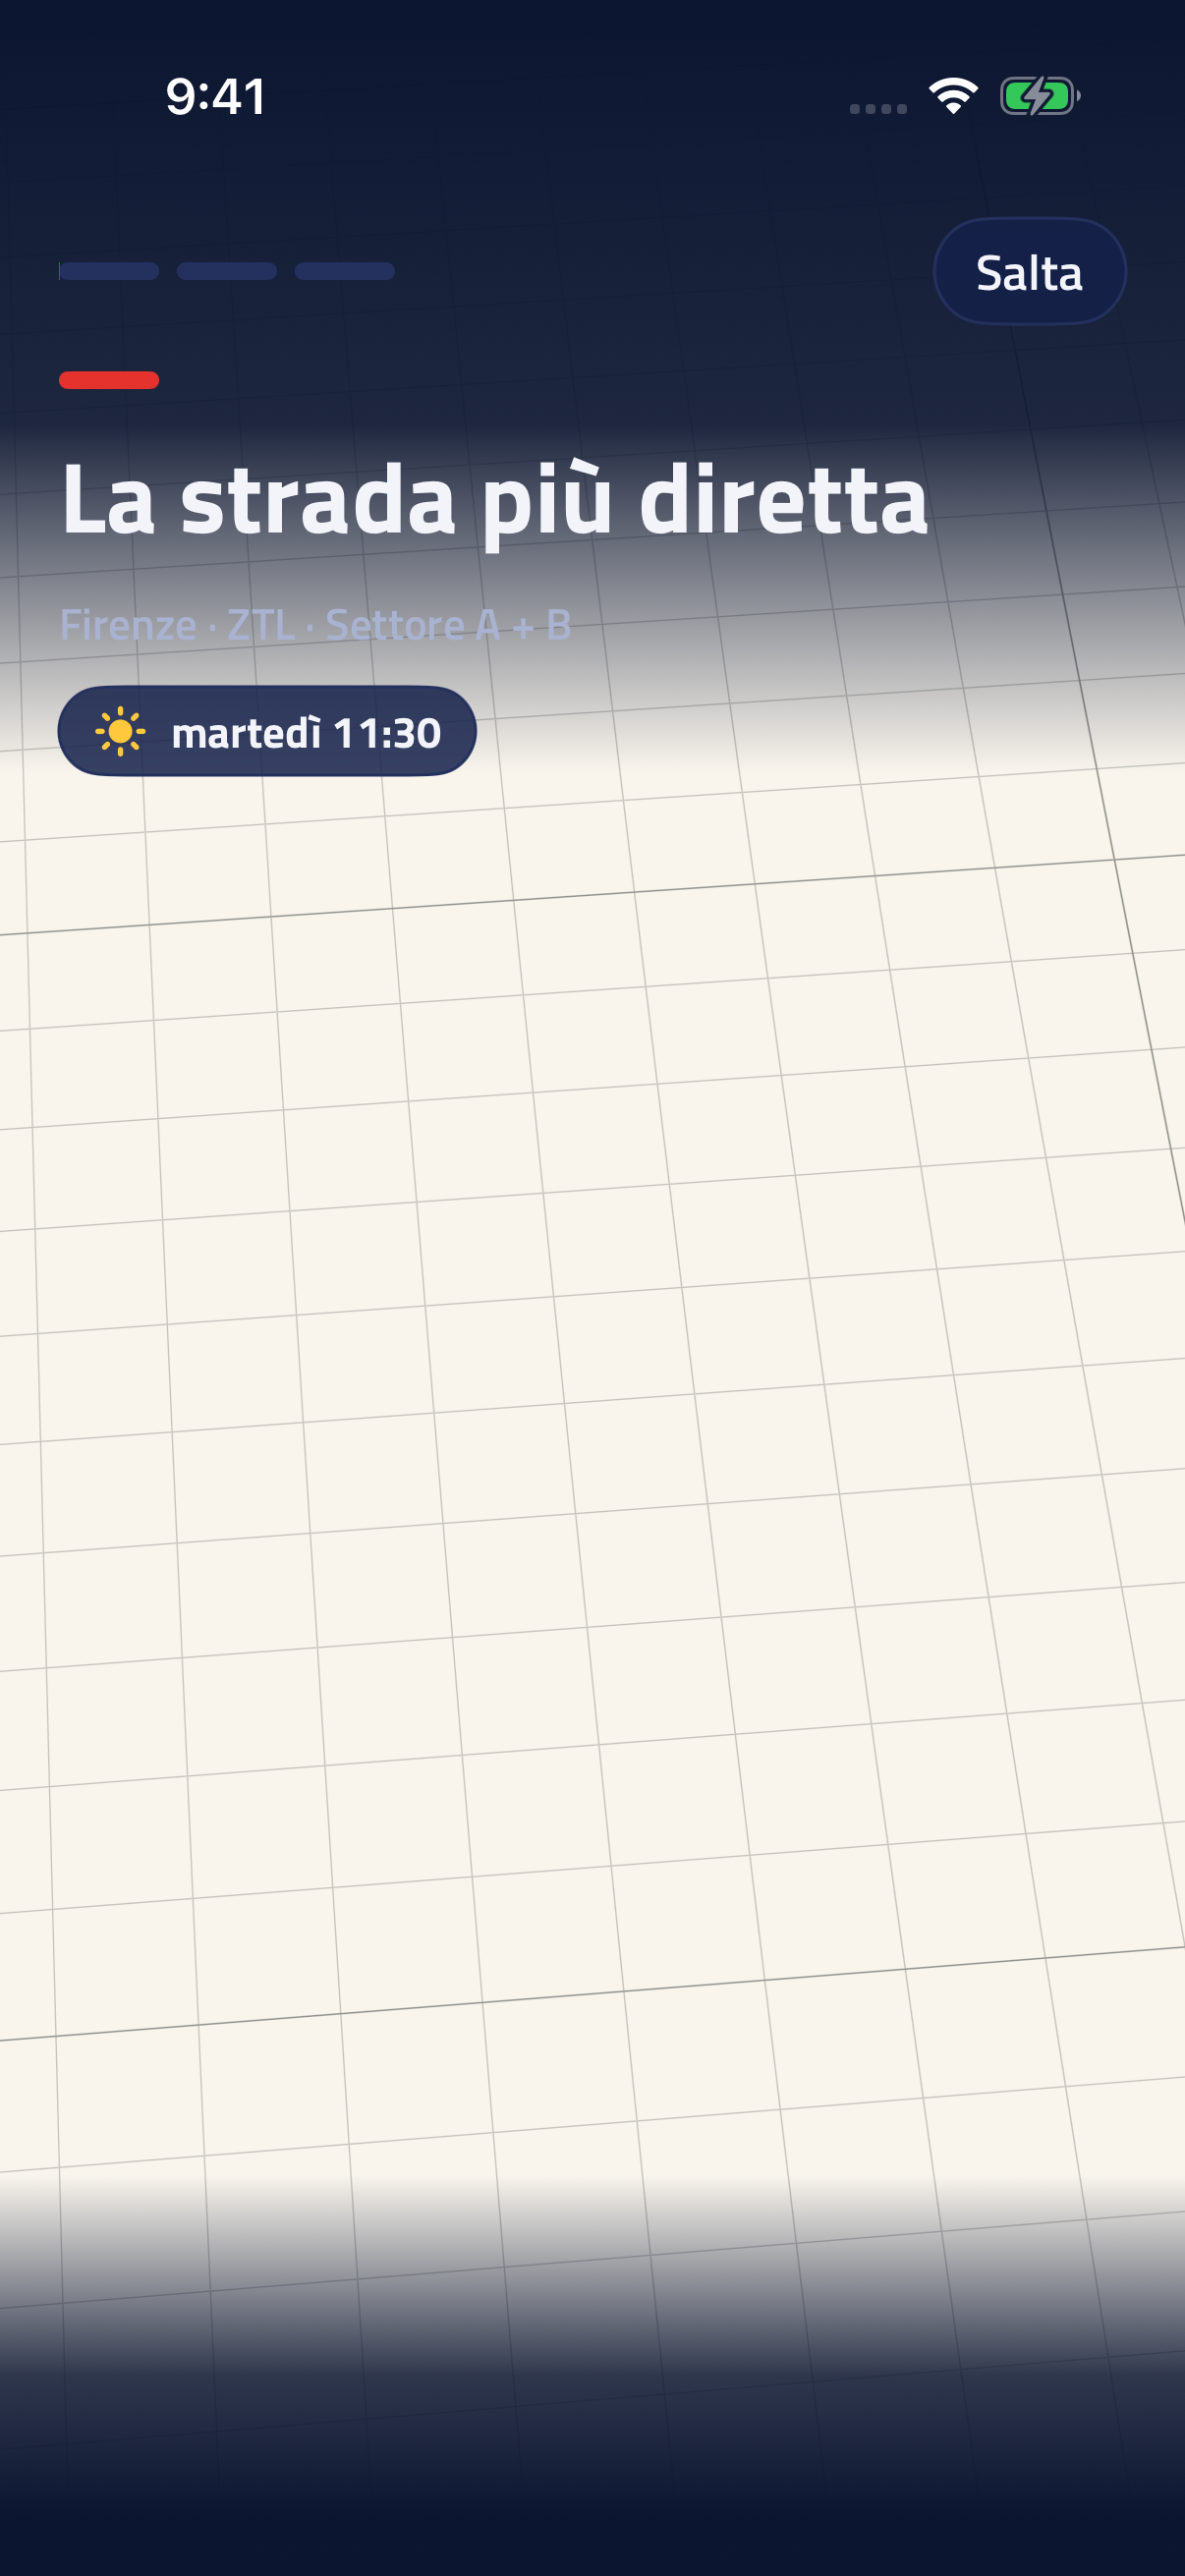 9:41
Salta
La strada più diretta
Firenze · ZTL · Settore A + B
martedì 11:30